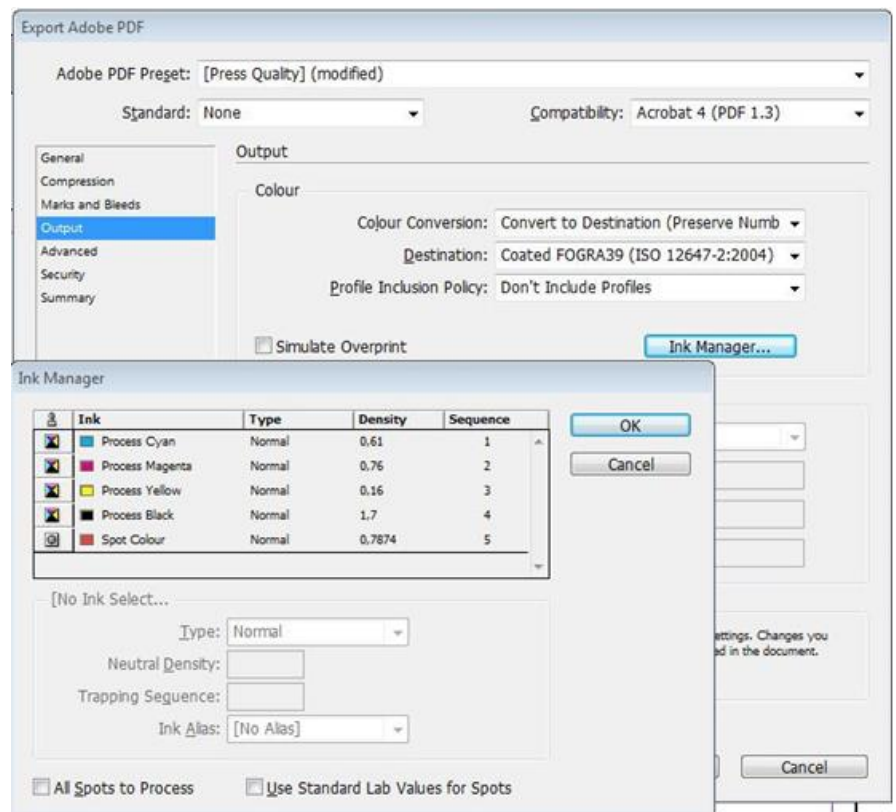 Export Adobe PDF
Adobe PDF Preset: [Press Quality] (modified)
Standard: None Compatibility: Acrobat 4 (PDF 1.3)
General
Compression
Marks and Bleeds
Output
Advanced
Security
Summary
Output
Colour
Colour Conversion: Convert to Destination (Preserve Numb
Destination: Coated FOGRA39 (ISO 12647-2:2004)
Profile Inclusion Policy: Don't Include Profiles
Simulate Overprint Ink Manager...
Ink Manager
Ink Type Density Sequence
Process Cyan Normal 0,61 1
Process Magenta Normal 0,76 2
Process Yellow Normal 0,16 3
Process Black Normal 1,7 4
Spot Colour Normal 0,7874 5
OK
Cancel
[No Ink Select...
Type: Normal
Neutral Density:
Trapping Sequence:
Ink Alias: [No Alias]
All Spots to Process Use Standard Lab Values for Spots
ettings. Changes you
ed in the document.
Cancel